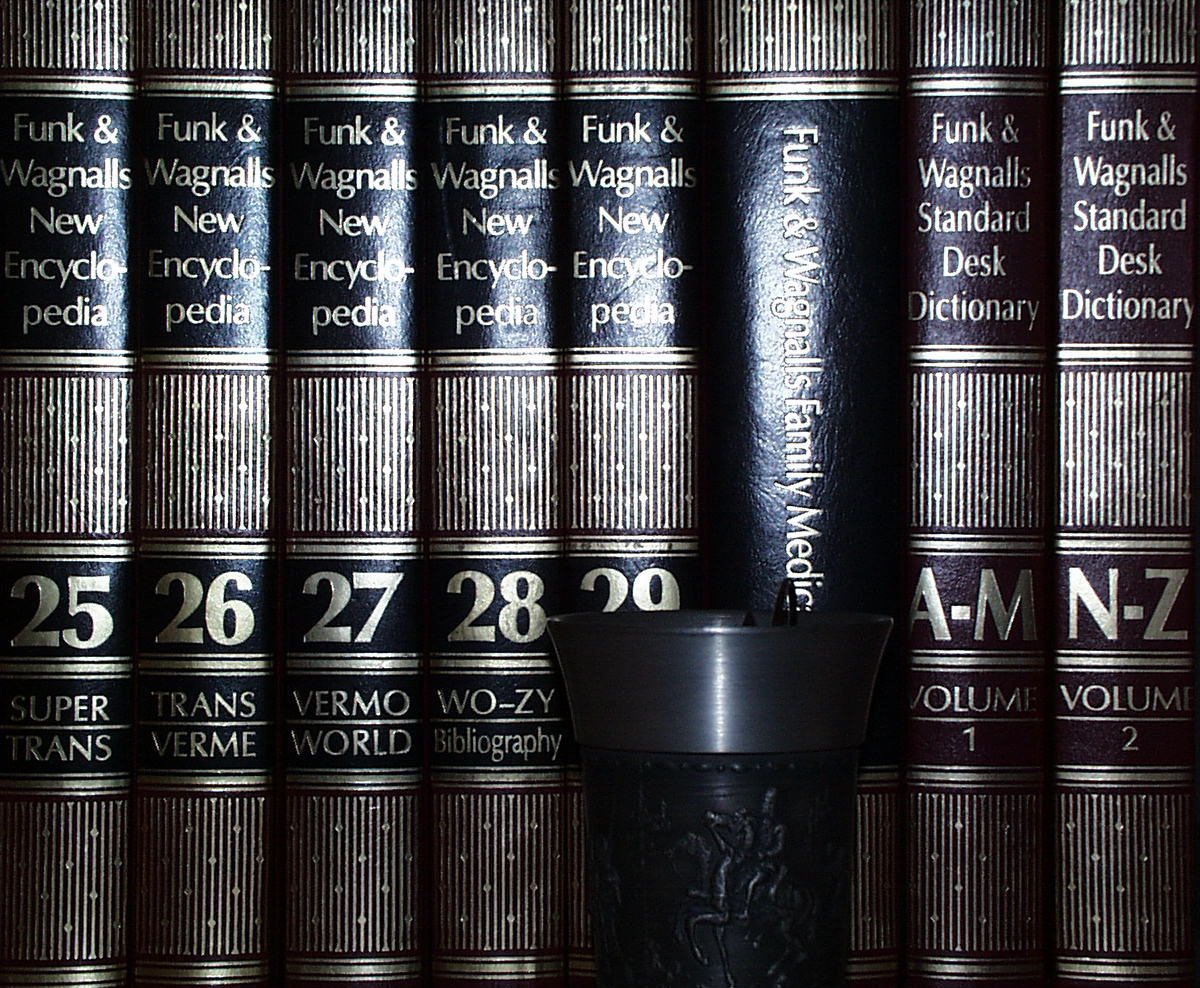 Funk &
Wagnalls
New
Encyclo-
pedia
25
SUPER
TRANS
Funk &
Wagnalls
New
Encyclo-
pedia
26
TRANS
VERME
Funk &
Wagnalls
New
Encyclo-
pedia
27
VERMO
WORLD
Funk &
Wagnalls
New
Encyclo-
pedia
28
WO-ZY
Bibliography
Funk &
Wagnalls
New
Encyclo-
pedia
29
Funk & Wagnalls Family Medic
Funk &
Wagnalls
Standard
Desk
Dictionary
A-M
VOLUME
1
Funk &
Wagnalls
Standard
Desk
Dictionary
N-Z
VOLUME
2